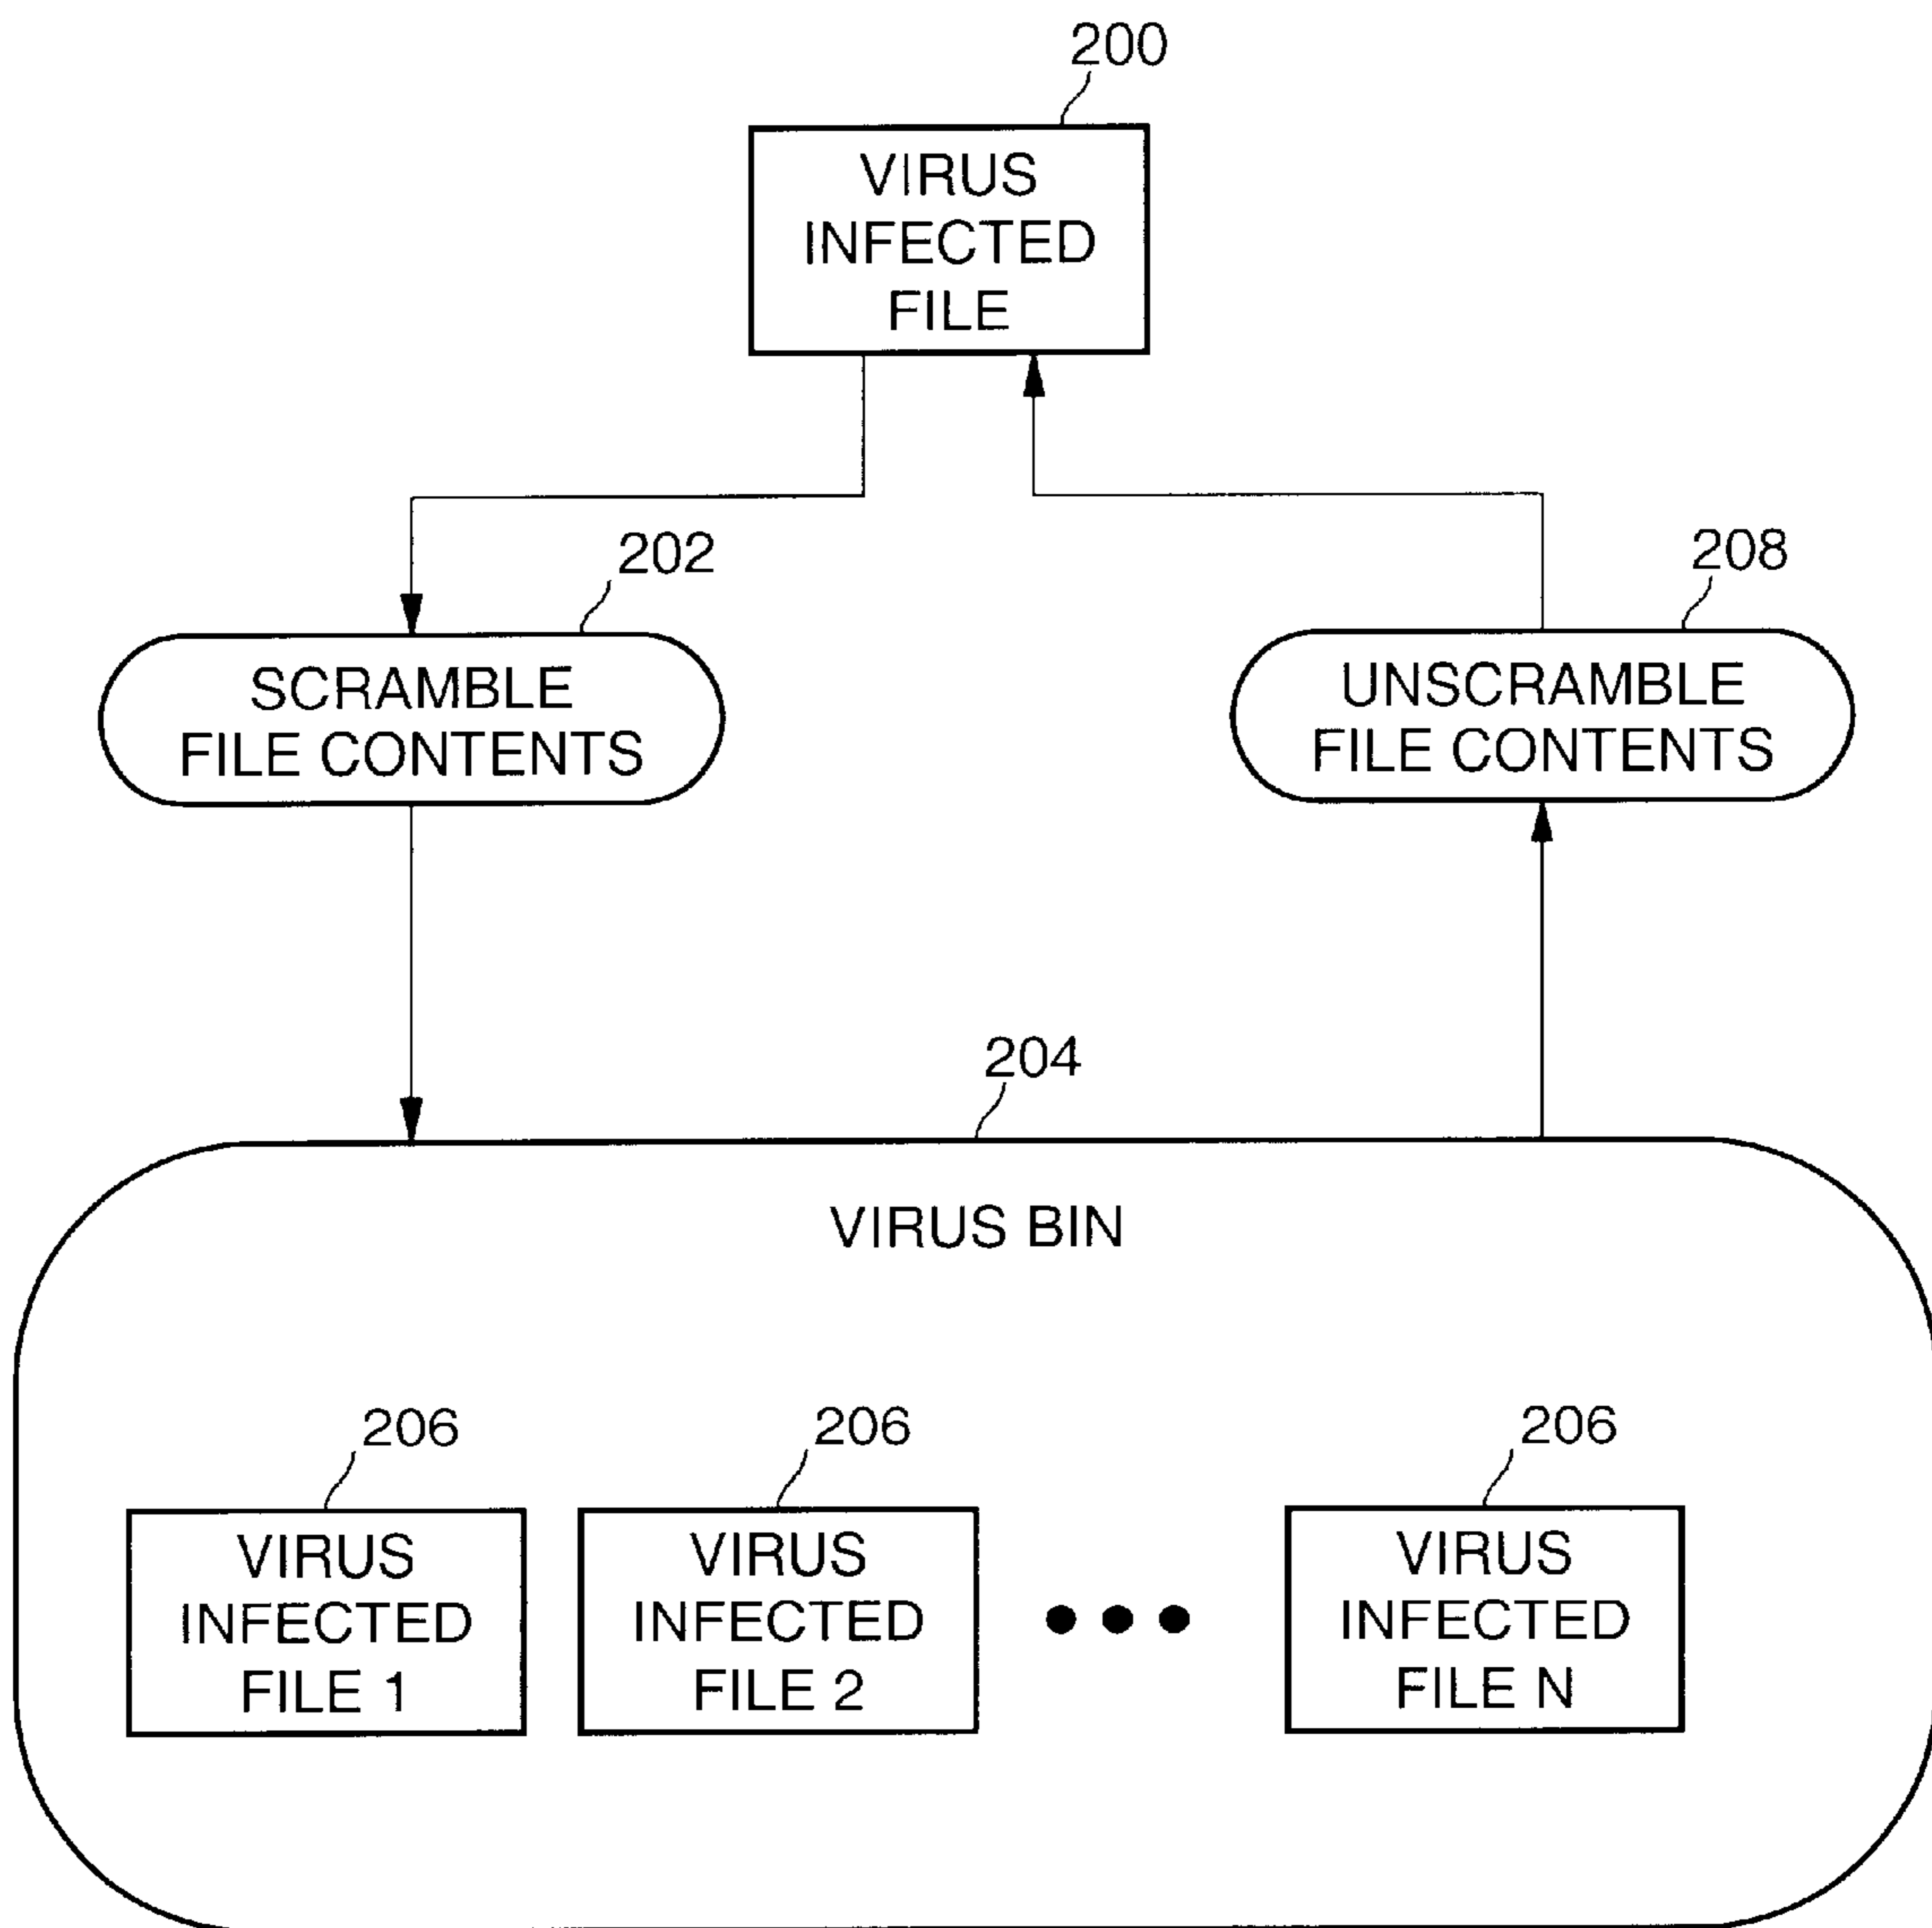 200
VIRUS
INFECTED
FILE
202
208
SCRAMBLE
FILE CONTENTS
UNSCRAMBLE
FILE CONTENTS
204
VIRUS BIN
206
206
206
VIRUS
INFECTED
FILE 1
VIRUS
INFECTED
FILE 2
VIRUS
INFECTED
FILE N